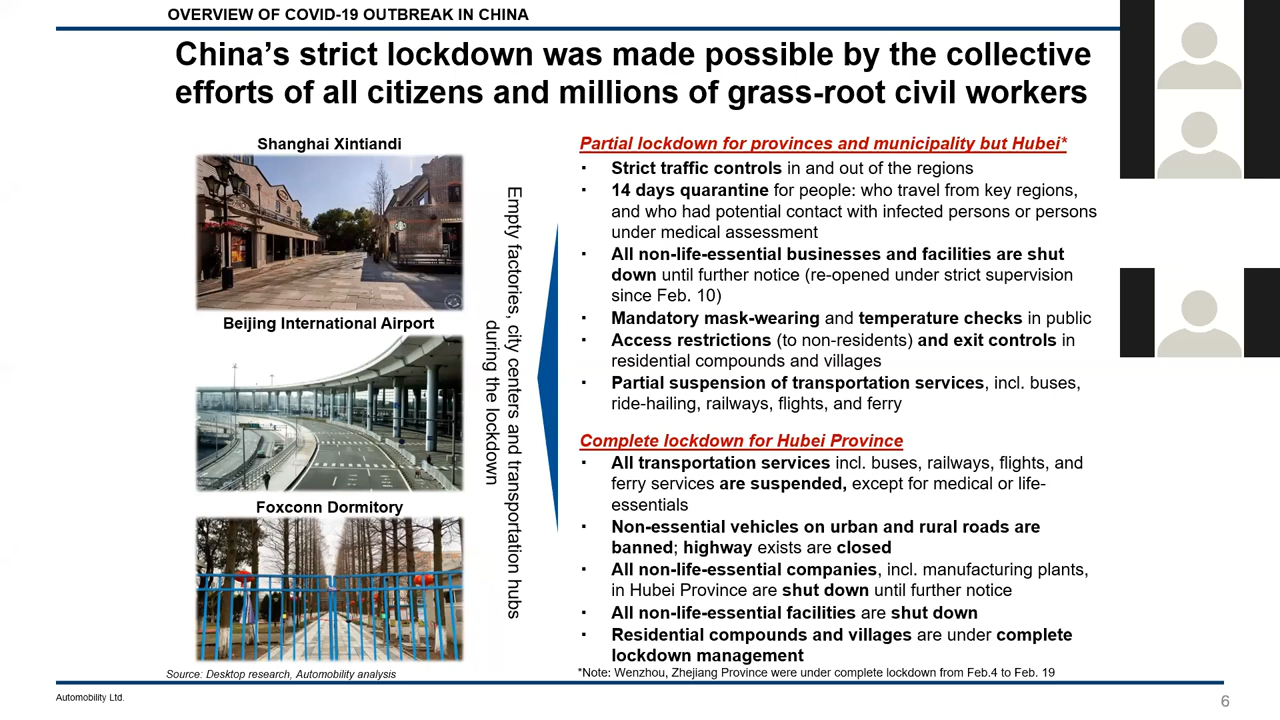 OVERVIEW OF COVID-19 OUTBREAK IN CHINA
China’s strict lockdown was made possible by the collective
efforts of all citizens and millions of grass-root civil workers
Shanghai Xintiandi
Beijing International Airport
Foxconn Dormitory
Empty factories, city centers and transportation hubs
during the lockdown
Partial lockdown for provinces and municipality but Hubei*
▪ Strict traffic controls in and out of the regions
▪ 14 days quarantine for people: who travel from key regions,
and who had potential contact with infected persons or persons
under medical assessment
▪ All non-life-essential businesses and facilities are shut
down until further notice (re-opened under strict supervision
since Feb. 10)
▪ Mandatory mask-wearing and temperature checks in public
▪ Access restrictions (to non-residents) and exit controls in
residential compounds and villages
▪ Partial suspension of transportation services, incl. buses,
ride-hailing, railways, flights, and ferry
Complete lockdown for Hubei Province
▪ All transportation services incl. buses, railways, flights, and
ferry services are suspended, except for medical or life-
essentials
▪ Non-essential vehicles on urban and rural roads are
banned; highway exists are closed
▪ All non-life-essential companies, incl. manufacturing plants,
in Hubei Province are shut down until further notice
▪ All non-life-essential facilities are shut down
▪ Residential compounds and villages are under complete
lockdown management
Source: Desktop research, Automobility analysis
*Note: Wenzhou, Zhejiang Province were under complete lockdown from Feb.4 to Feb. 19
Automobility Ltd.
6